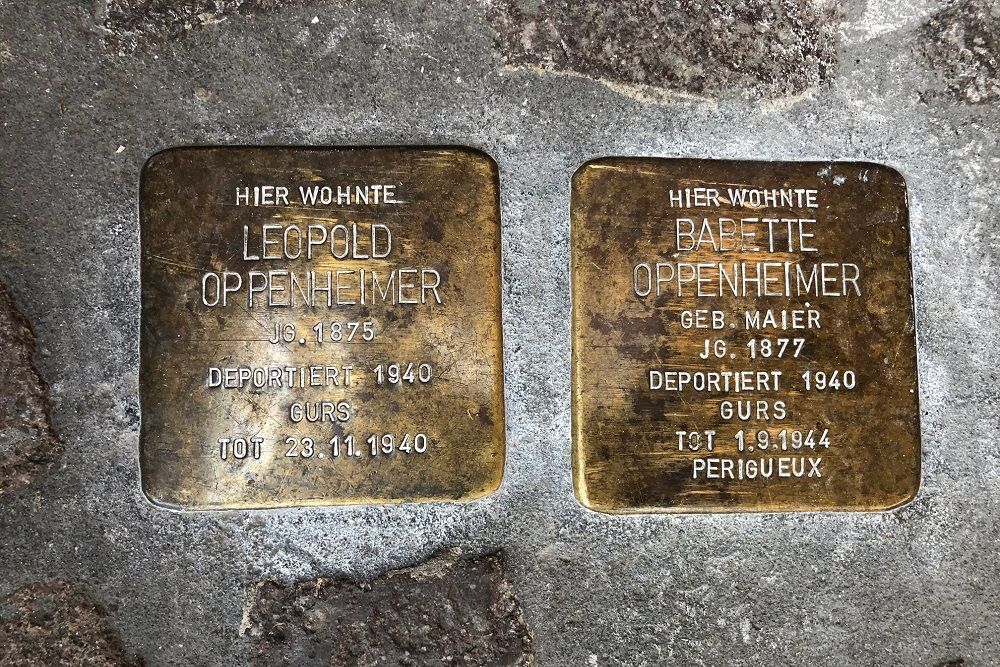 HIER WOHNTE
LEOPOLD
OPPENHEIMER
JG. 1875
DEPORTIERT 1940
GURS
TOT 23.11.1940
HIER WOHNTE
BABETTE
OPPENHEIMER
GEB. MAIER
JG. 1877
DEPORTIERT 1940
GURS
TOT 1.9.1944
PERIGUEUX